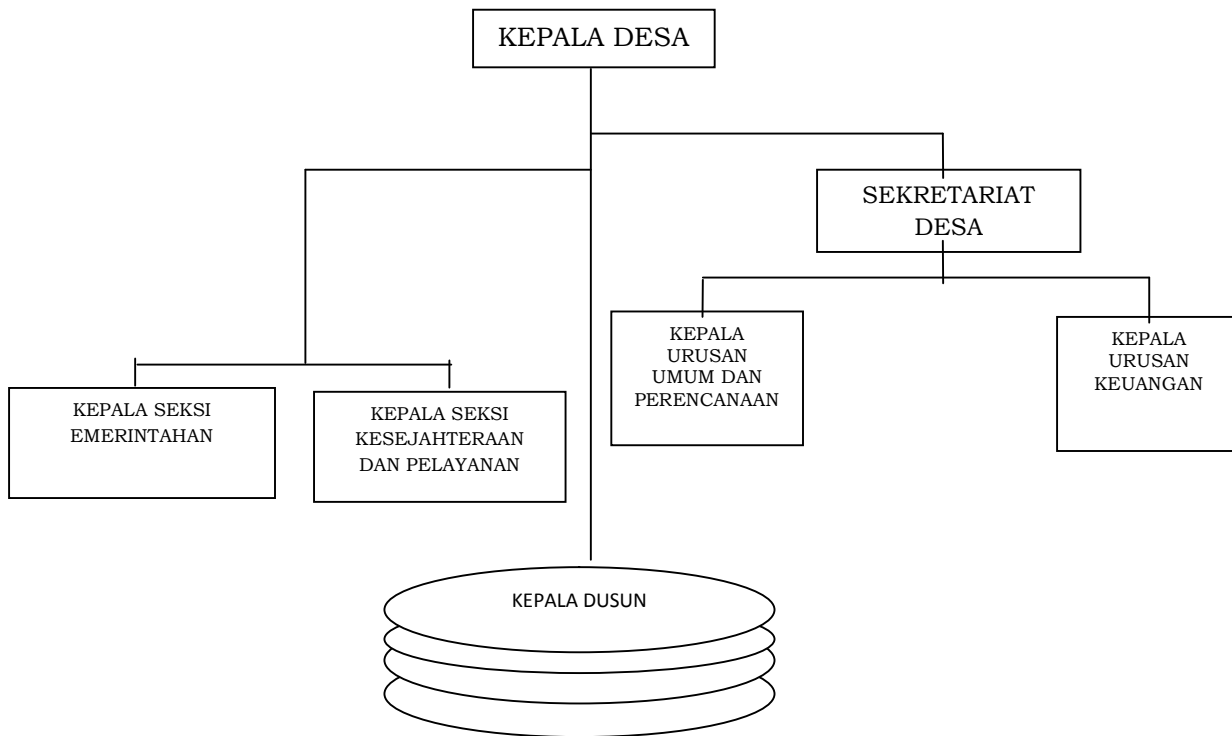 KEPALA DESA
SEKRETARIAT
DESA
KEPALA
URUSAN
UMUM DAN
PERENCANAAN
KEPALA
URUSAN
KEUANGAN
KEPALA SEKSI
EMERINTAHAN
KEPALA SEKSI
KESEJAHTERAAN
DAN PELAYANAN
KEPALA DUSUN